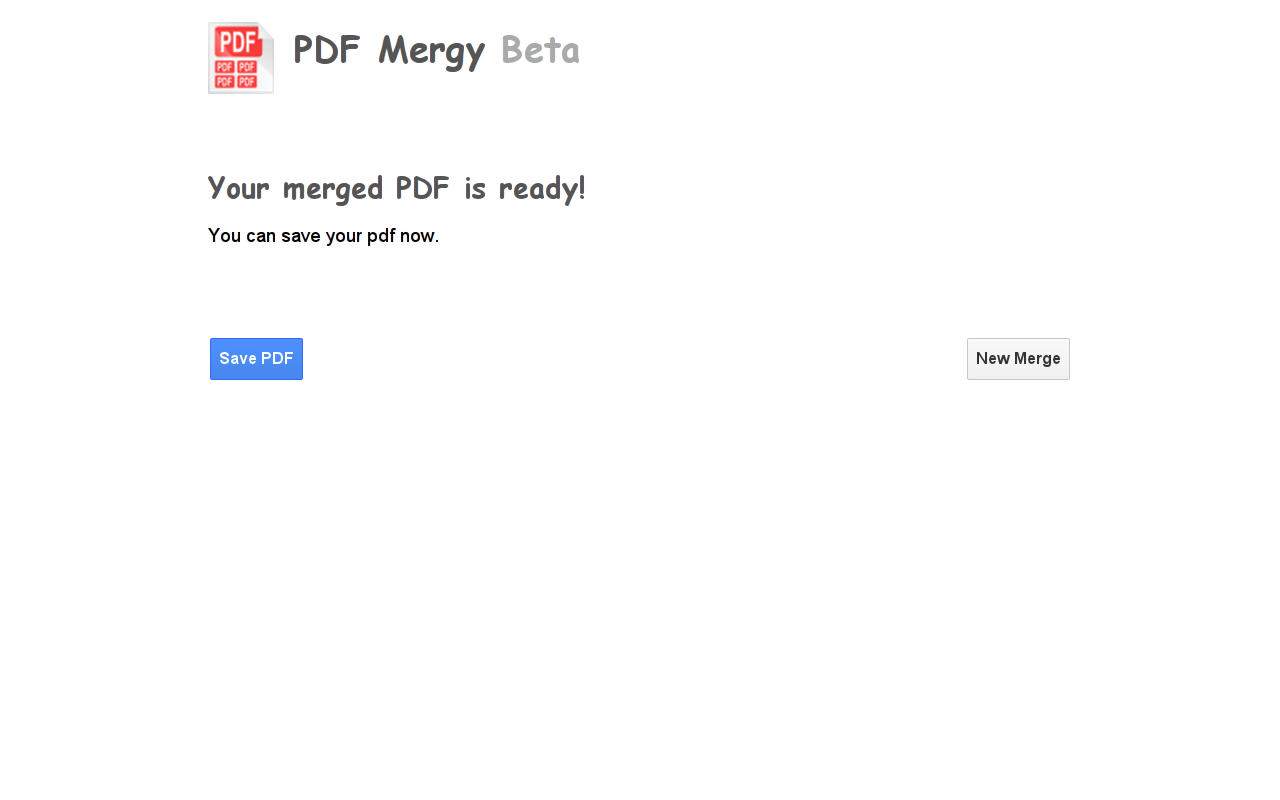 PDF
PDF PDF
PDF PDF
PDF Mergy Beta
Your merged PDF is ready!
You can save your pdf now.
Save PDF
New Merge